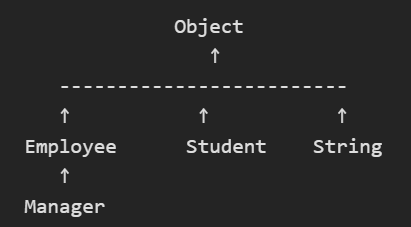 Object
↑
-------------------------
↑ ↑ ↑
Employee Student String
↑
Manager